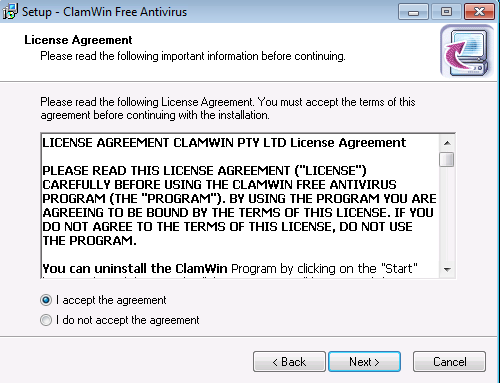 Setup - ClamWin Free Antivirus
License Agreement
Please read the following important information before continuing.
Please read the following License Agreement. You must accept the terms of this
agreement before continuing with the installation.
LICENSE AGREEMENT CLAMWIN PTY LTD License Agreement
PLEASE READ THIS LICENSE AGREEMENT ("LICENSE")
CAREFULLY BEFORE USING THE CLAMWIN FREE ANTIVIRUS
PROGRAM (THE "PROGRAM"). BY USING THE PROGRAM YOU ARE
AGREEING TO BE BOUND BY THE TERMS OF THIS LICENSE. IF YOU
DO NOT AGREE TO THE TERMS OF THIS LICENSE, DO NOT USE
THE PROGRAM.
You can uninstall the ClamWin Program by clicking on the "Start"
I accept the agreement
I do not accept the agreement
< Back
Next >
Cancel